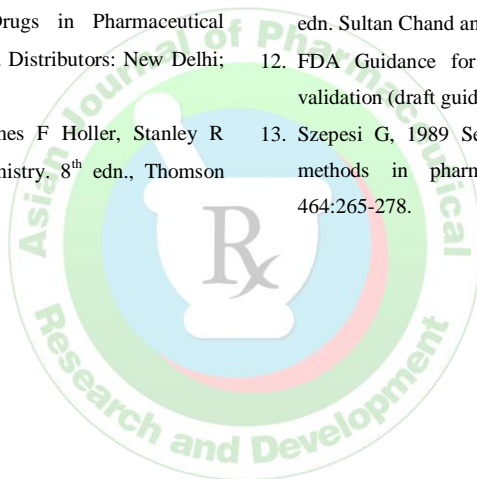 rugs in Pharmaceutical
Distributors: New Delhi;
nes F Holler, Stanley R
nistry. 8th edn., Thomson
edn. Sultan Chand an
12. FDA Guidance for
validation (draft guid
13. Szepesi G, 1989 Se
methods in pharm
464:265-278.
Asian Journal of Pharmaceutical
Rx
Research and Development